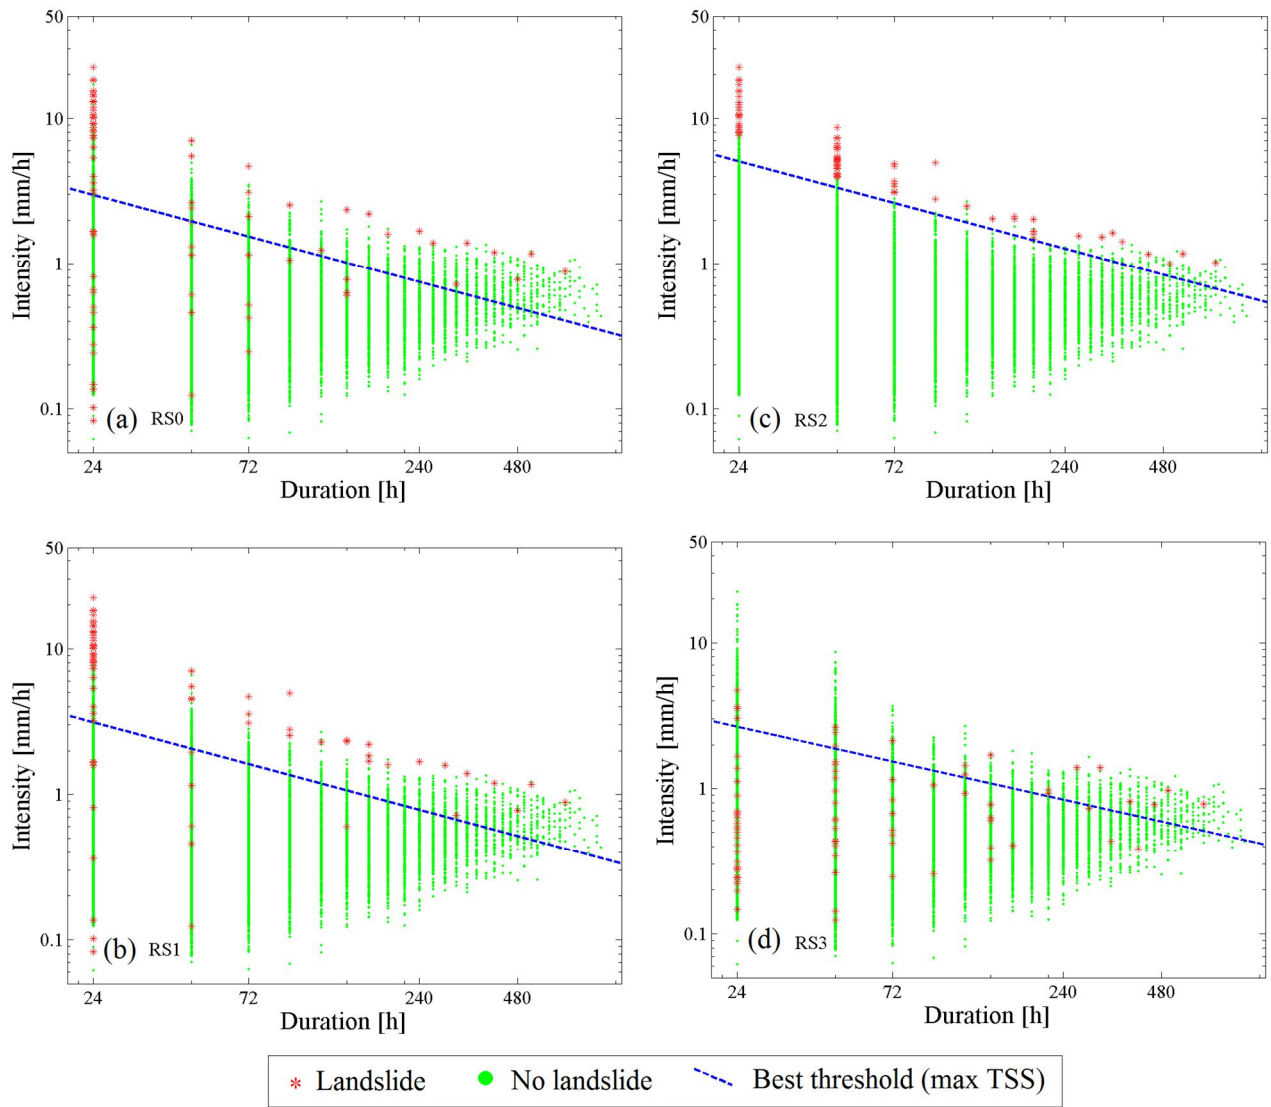 50
10
1
0.1
Intensity [mm/h]
(a) RS0
24 72 240 480
Duration [h]
50
10
1
0.1
Intensity [mm/h]
(c) RS2
24 72 240 480
Duration [h]
50
10
1
0.1
Intensity [mm/h]
(b) RS1
24 72 240 480
Duration [h]
50
10
1
0.1
Intensity [mm/h]
(d) RS3
24 72 240 480
Duration [h]
* Landslide No landslide Best threshold (max TSS)